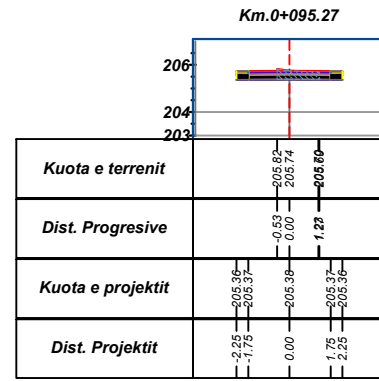 Km.0+095.27
206
204
203
Kuota e terrenit
205.82 205.74
Dist. Progresive
-0.53 0.00
Kuota e projektit
205.36 205.37 205.38 205.37 205.36
Dist. Projektit
-2.25 -1.75 0.00 1.75 2.25